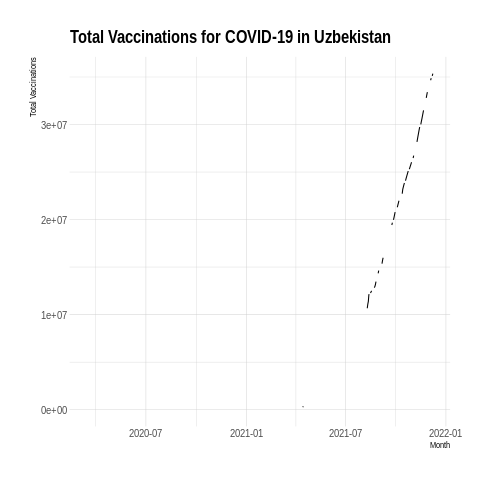 Total Vaccinations for COVID-19 in Uzbekistan
Total Vaccinations
3e+07
2e+07
1e+07
0e+00
2020-07 2021-01 2021-07 2022-01
Month